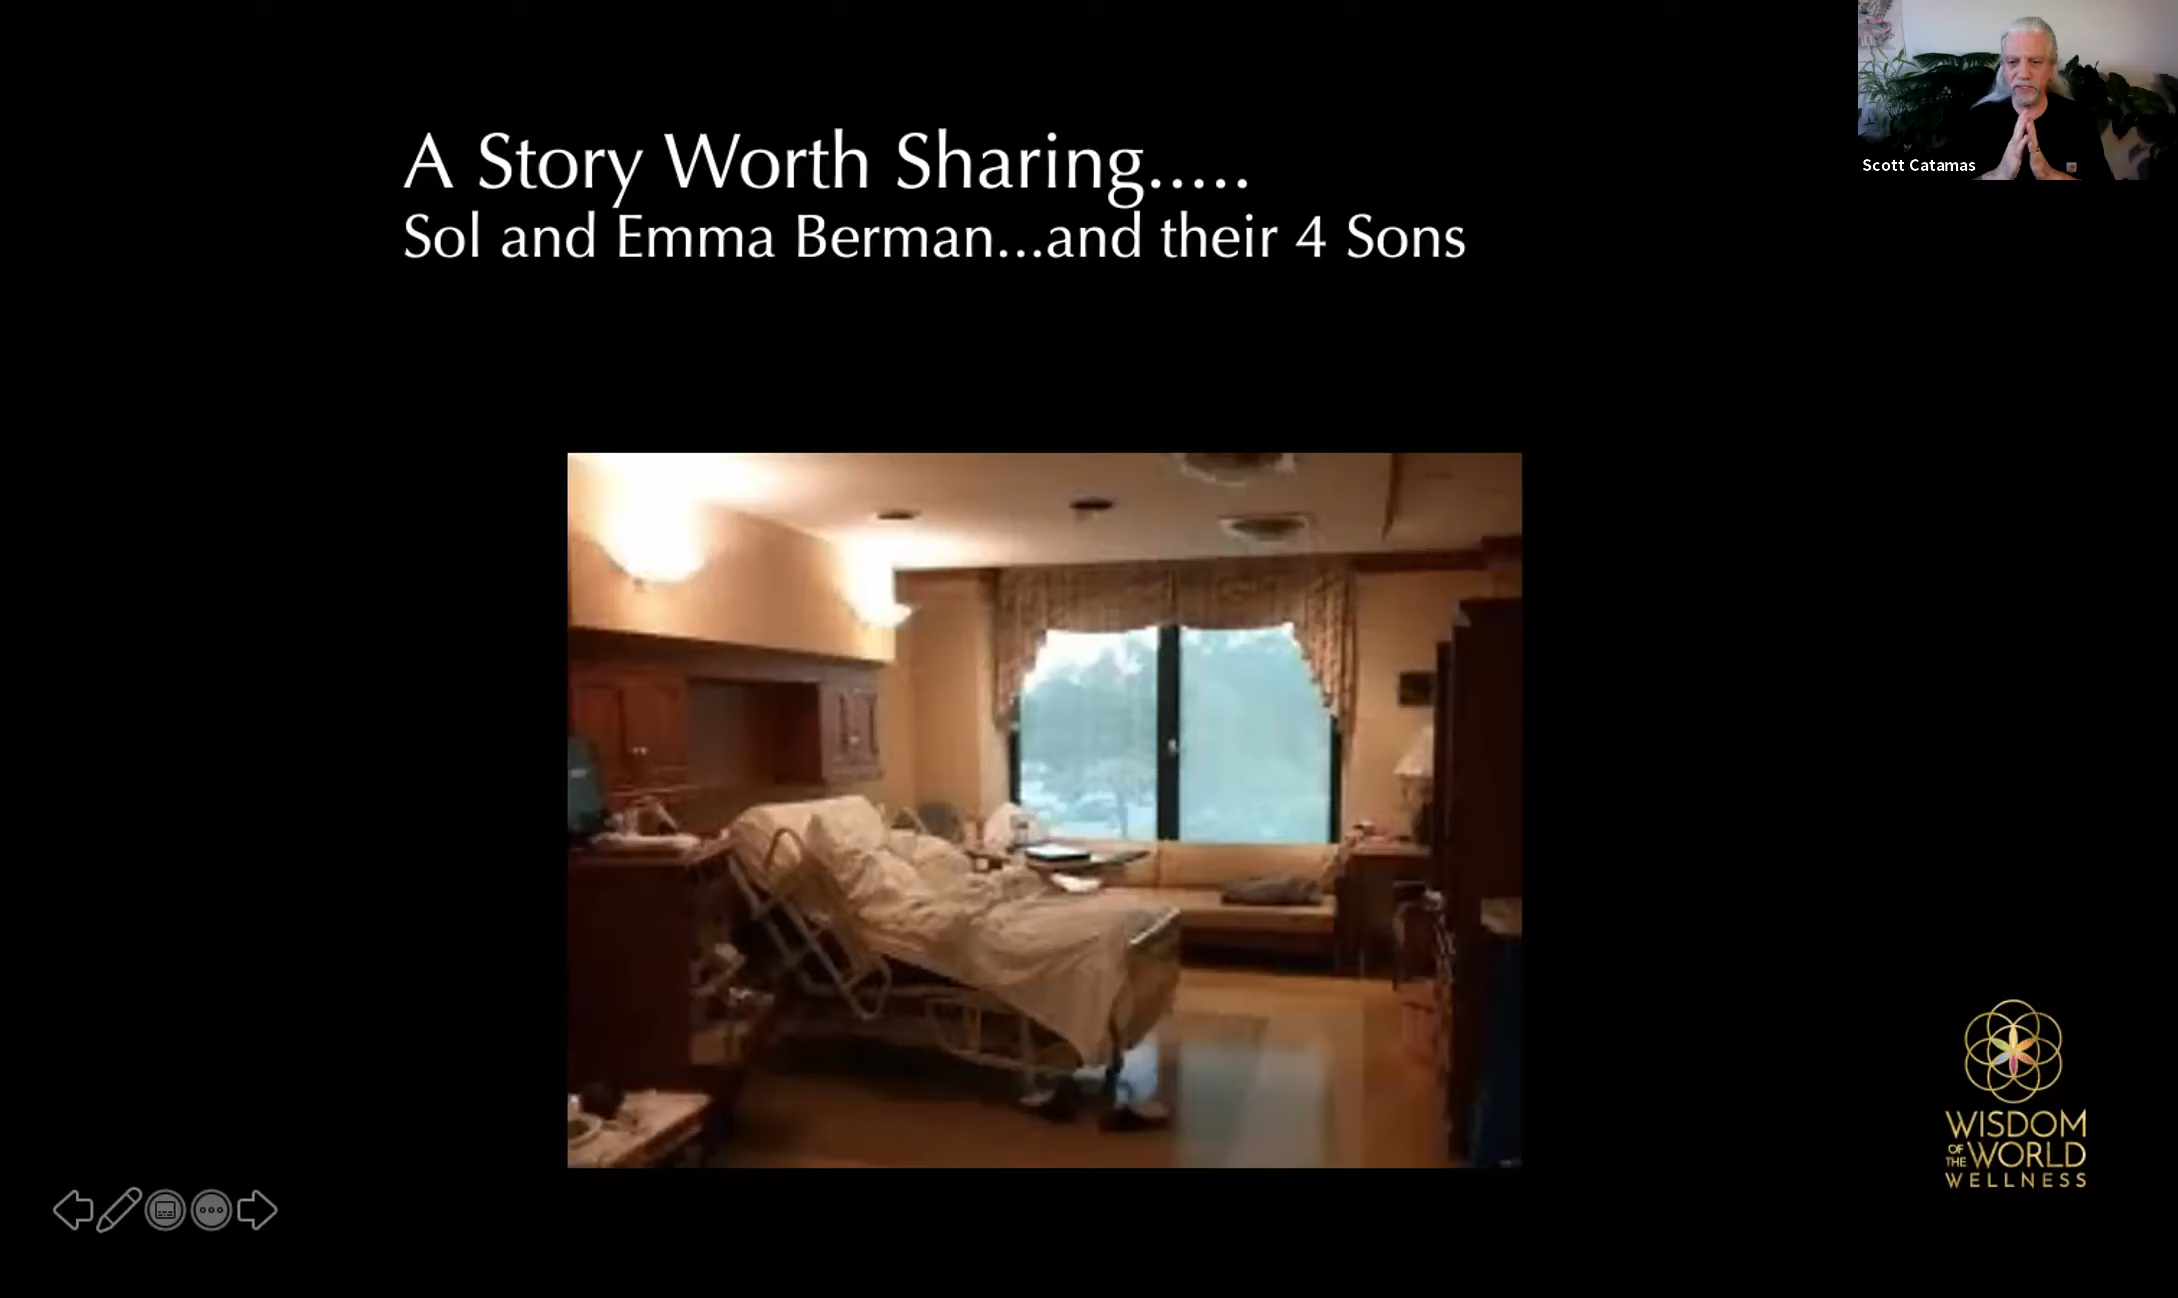 A Story Worth Sharing.....
Sol and Emma Berman...and their 4 Sons
Scott Catamas
WISDOM
OF THE WORLD
WELLNESS